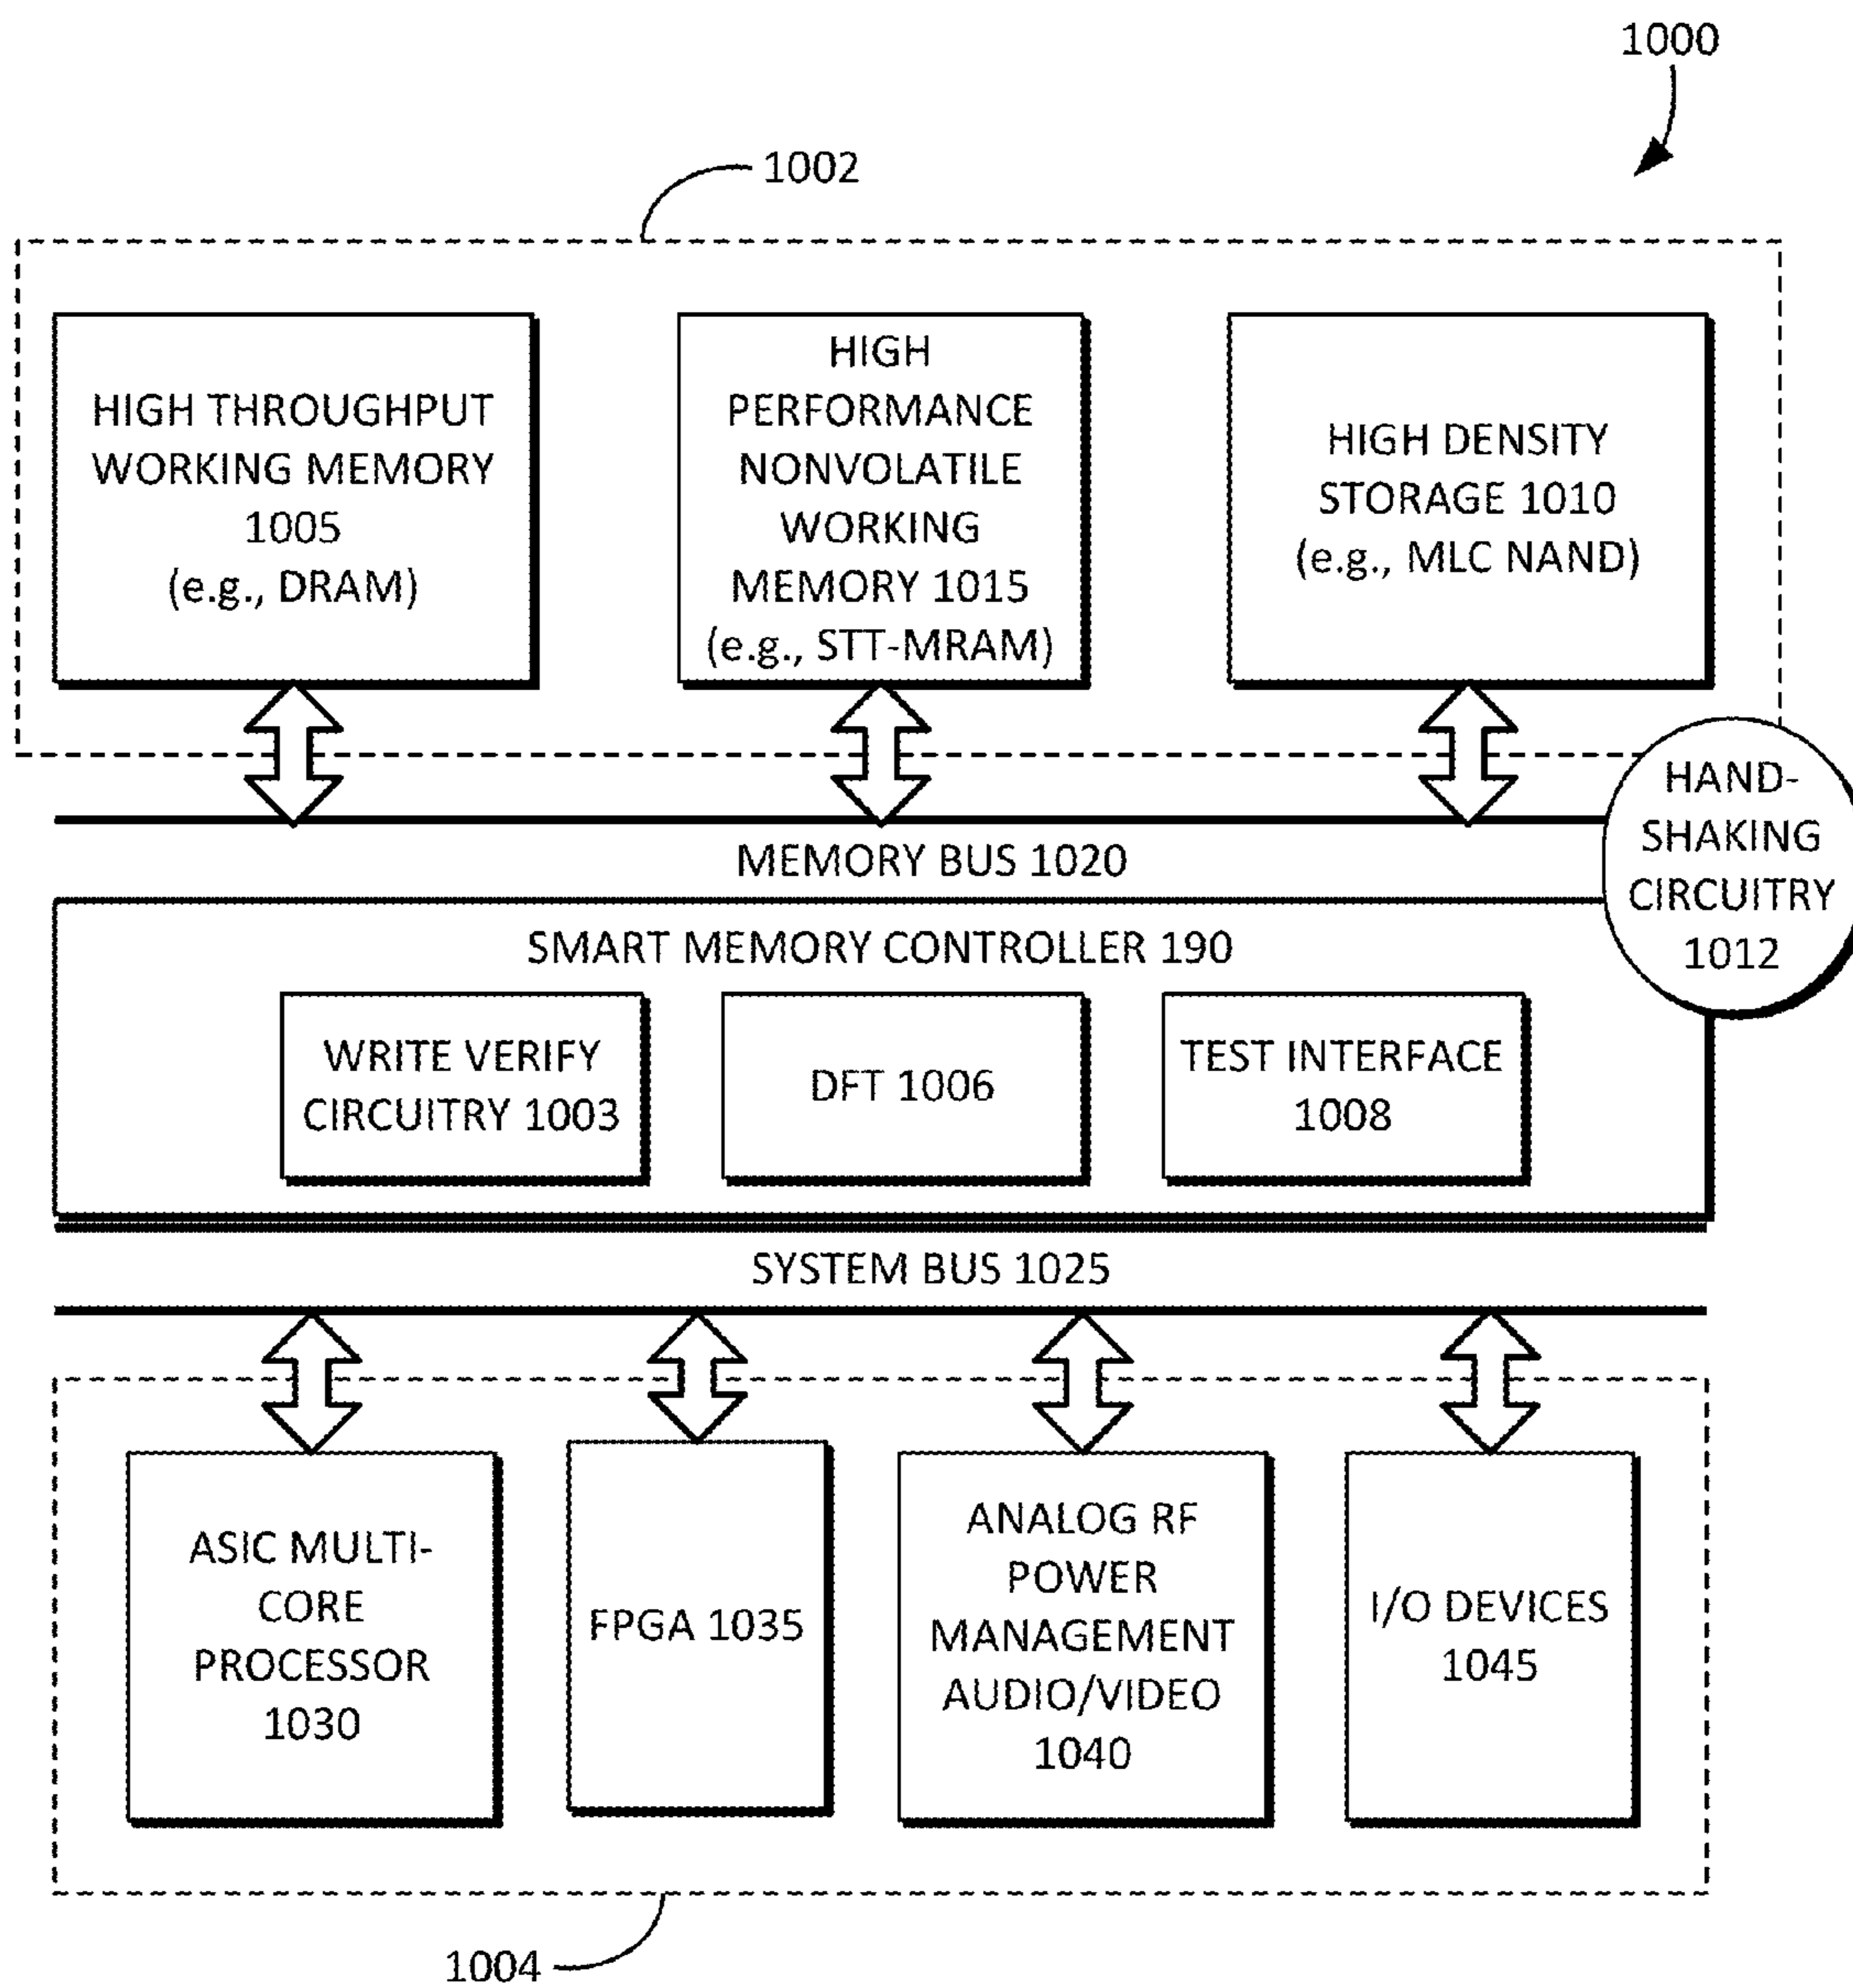 1000
1002
HIGH THROUGHPUT
WORKING MEMORY
1005
(e.g., DRAM)
HIGH
PERFORMANCE
NONVOLATILE
WORKING
MEMORY 1015
(e.g., STT-MRAM)
HIGH DENSITY
STORAGE 1010
(e.g., MLC NAND)
HAND-
SHAKING
CIRCUITRY
1012
MEMORY BUS 1020
SMART MEMORY CONTROLLER 190
WRITE VERIFY
CIRCUITRY 1003
DFT 1006
TEST INTERFACE
1008
SYSTEM BUS 1025
ASIC MULTI-
CORE
PROCESSOR
1030
FPGA 1035
ANALOG RF
POWER
MANAGEMENT
AUDIO/VIDEO
1040
I/O DEVICES
1045
1004